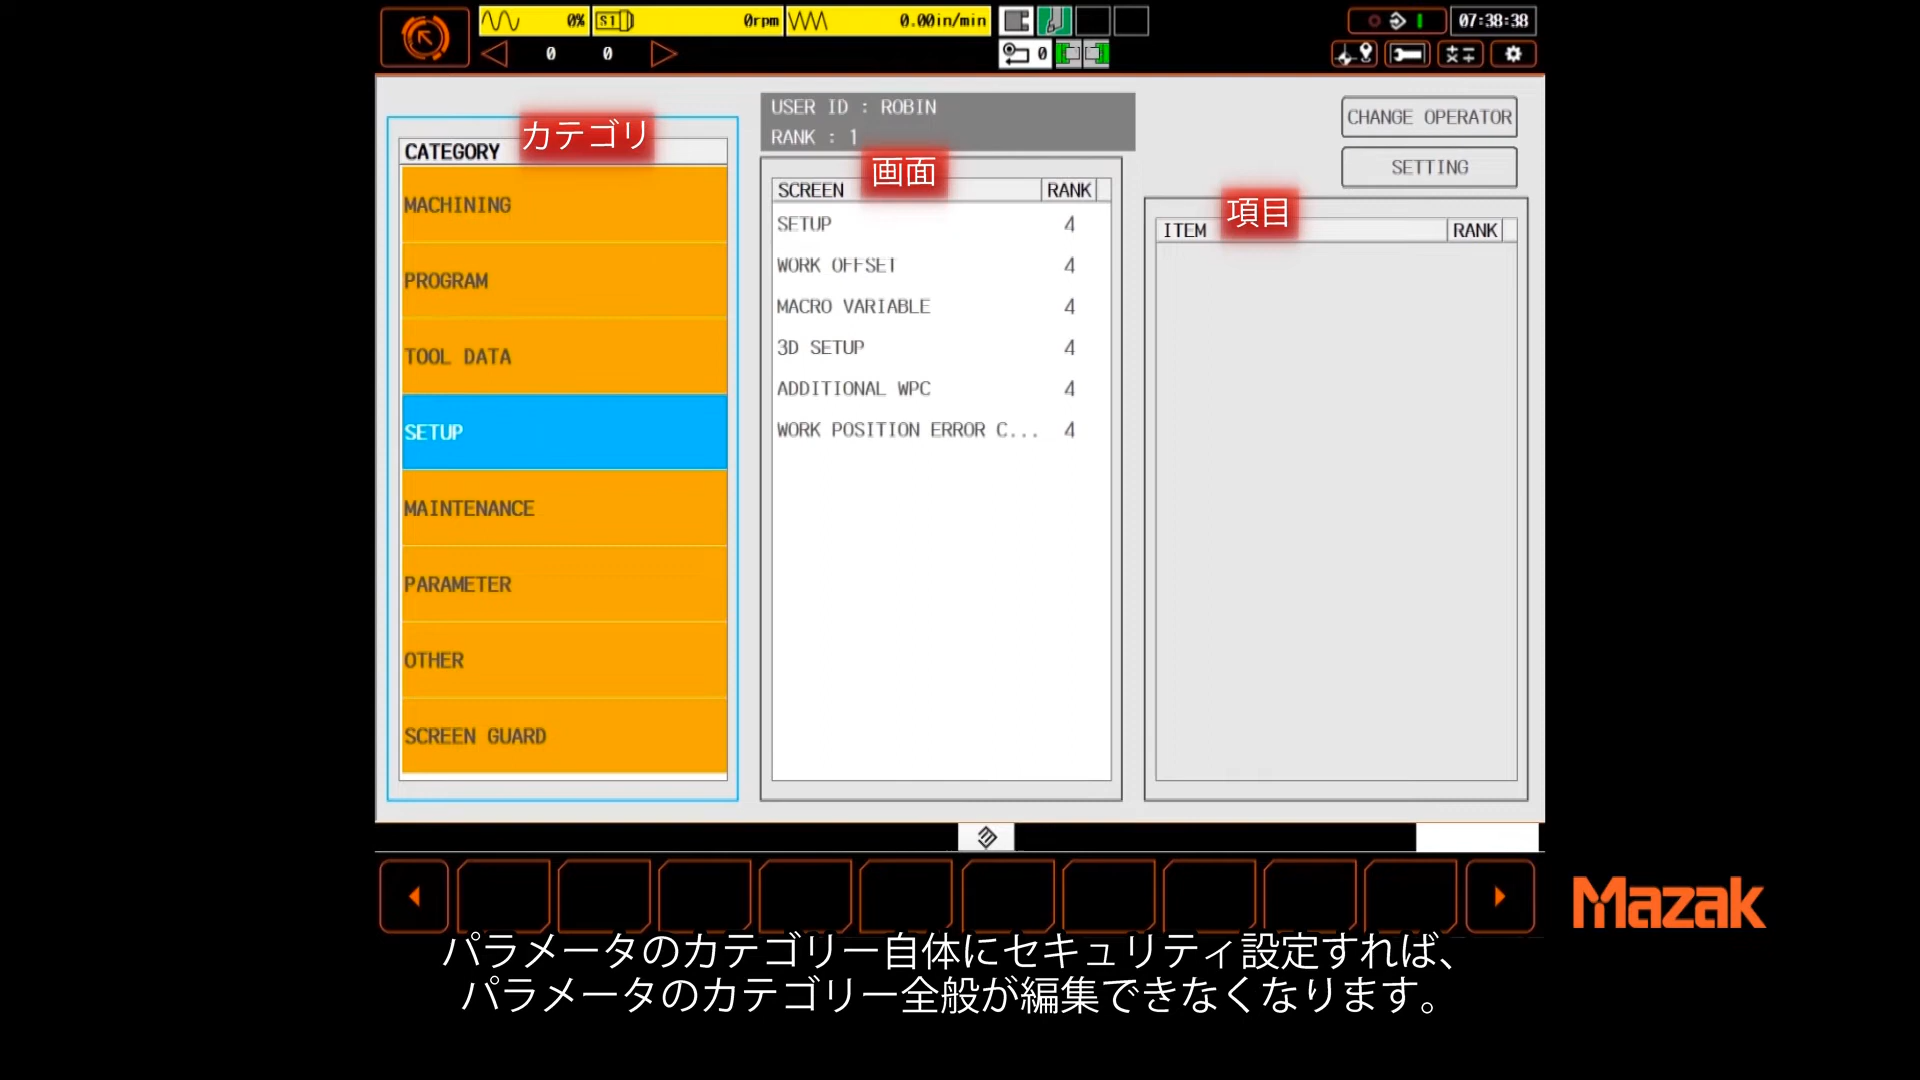 0%
S1
0rpm
0.00in/min
0
0
0
07:38:38
カテゴリ
CATEGORY
MACHINING
PROGRAM
TOOL DATA
SETUP
MAINTENANCE
PARAMETER
OTHER
SCREEN GUARD
USER ID : ROBIN
RANK : 1
画面
SCREEN RANK
SETUP 4
WORK OFFSET 4
MACRO VARIABLE 4
3D SETUP 4
ADDITIONAL WPC 4
WORK POSITION ERROR C... 4
CHANGE OPERATOR
SETTING
項目
ITEM RANK
Mazak
パラメータのカテゴリー自体にセキュリティ設定すれば、
パラメータのカテゴリー全般が編集できなくなります。